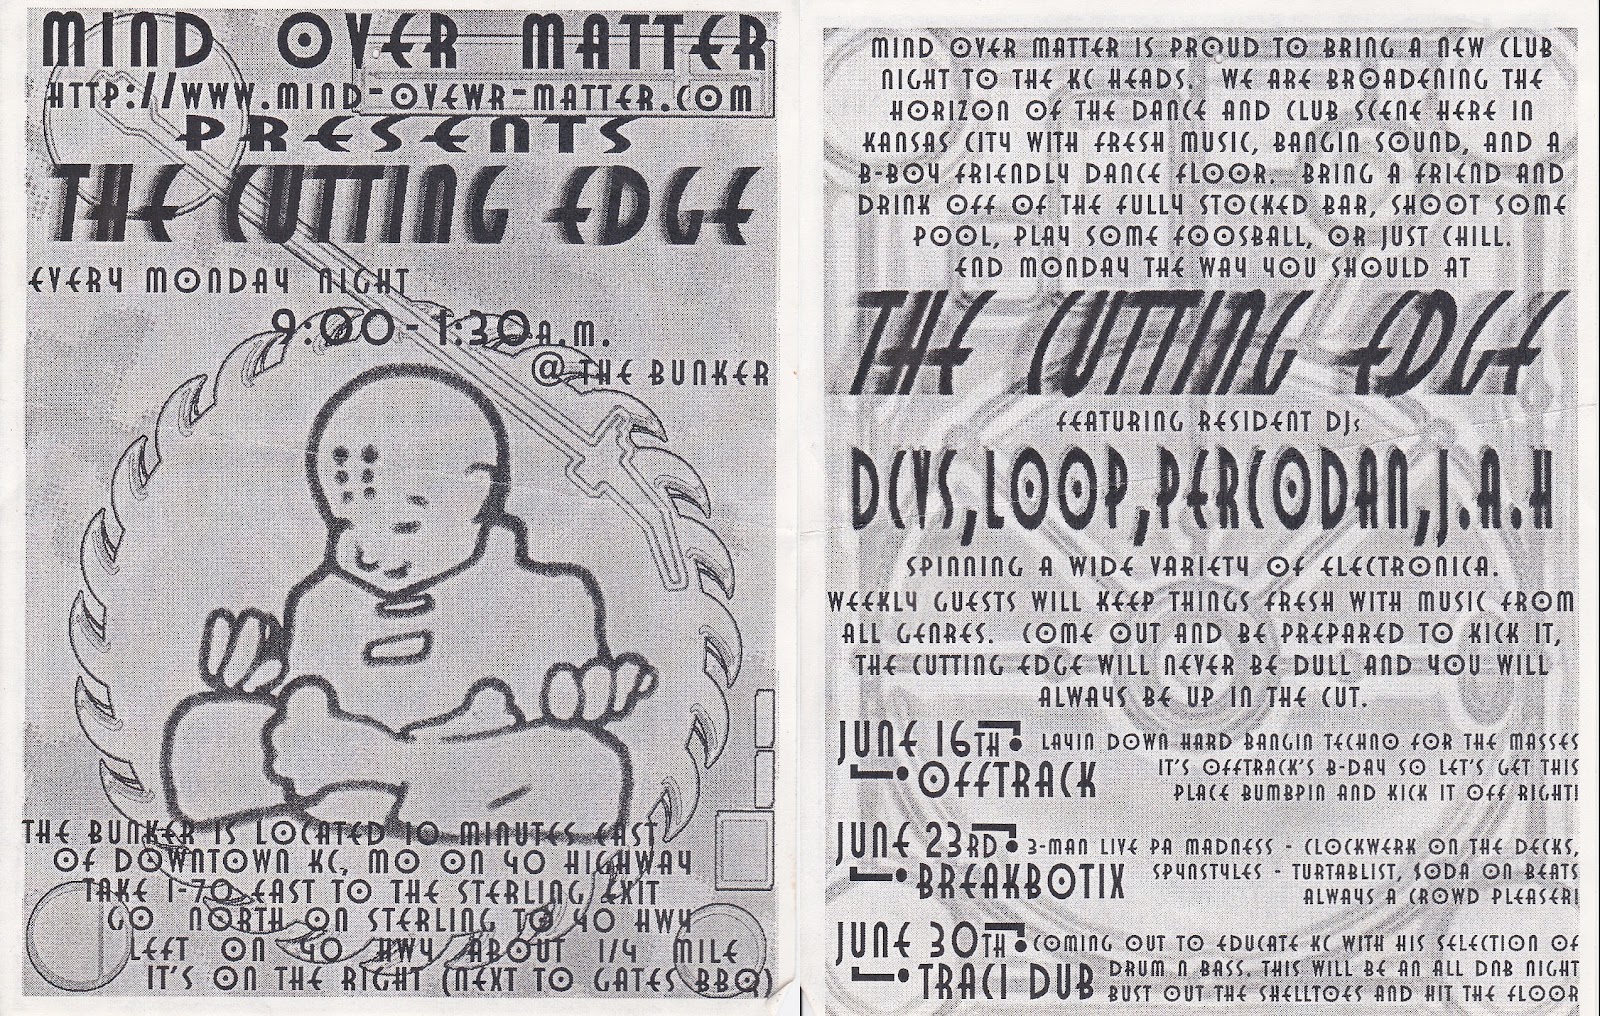 MIND OVER MATTER
HTTP://WWW.MIND-OVEWR-MATTER.COM
PRESENTS
THE CUTTING EDGE
EVERY MONDAY NIGHT
9:00-1:30A.M.
@ THE BUNKER
THE BUNKER IS LOCATED 10 MINUTES EAST
OF DOWNTOWN KC, MO ON 40 HIGHWAY
TAKE I-70 EAST TO THE STERLING EXIT
GO NORTH ON STERLING TO 40 HWY
LEFT ON 40 HWY ABOUT 1/4 MILE
IT'S ON THE RIGHT (NEXT TO GATES BBQ)
MIND OVER MATTER IS PROUD TO BRING A NEW CLUB
NIGHT TO THE KC HEADS. WE ARE BROADENING THE
HORIZON OF THE DANCE AND CLUB SCENE HERE IN
KANSAS CITY WITH FRESH MUSIC, BANGIN SOUND, AND A
B-BOY FRIENDLY DANCE FLOOR. BRING A FRIEND AND
DRINK OFF OF THE FULLY STOCKED BAR, SHOOT SOME
POOL, PLAY SOME FOOSBALL, OR JUST CHILL.
END MONDAY THE WAY YOU SHOULD AT
THE CUTTING EDGE
FEATURING RESIDENT DJs
DCVS,LOOP,PERCODAN,J.A.H
SPINNING A WIDE VARIETY OF ELECTRONICA.
WEEKLY GUESTS WILL KEEP THINGS FRESH WITH MUSIC FROM
ALL GENRES. COME OUT AND BE PREPARED TO KICK IT,
THE CUTTING EDGE WILL NEVER BE DULL AND YOU WILL
ALWAYS BE UP IN THE CUT.
JUNE 16TH
OFFTRACK
LAYIN DOWN HARD BANGIN TECHNO FOR THE MASSES
IT'S OFFTRACK'S B-DAY SO LET'S GET THIS
PLACE BUMBPIN AND KICK IT OFF RIGHT!
JUNE 23RD
BREAKBOTIX
3-MAN LIVE PA MADNESS - CLOCKWERK ON THE DECKS,
SPYNSTYLES - TURTABLIST, SODA ON BEATS
ALWAYS A CROWD PLEASER!
JUNE 30TH
TRACI DUB
COMING OUT TO EDUCATE KC WITH HIS SELECTION OF
DRUM N BASS. THIS WILL BE AN ALL DNB NIGHT
BUST OUT THE SHELLTOES AND HIT THE FLOOR